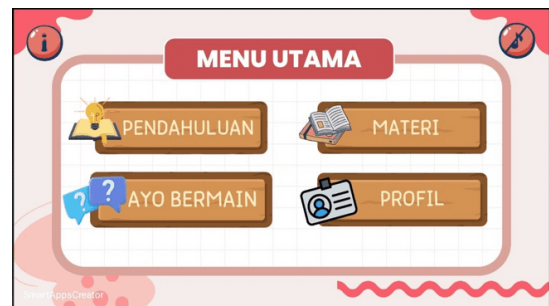 MENU UTAMA
PENDAHULUAN
MATERI
AYO BERMAIN
PROFIL
SmartAppsCreator